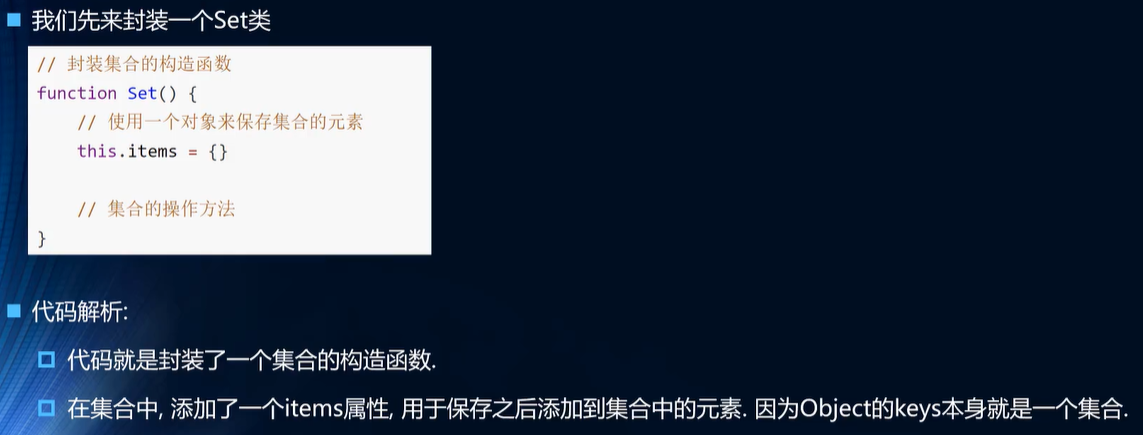 我们先来封装一个Set类
// 封装集合的构造函数
function Set() {
// 使用一个对象来保存集合的元素
this.items = {}
// 集合的操作方法
}
代码解析:
代码就是封装了一个集合的构造函数.
在集合中, 添加了一个items属性, 用于保存之后添加到集合中的元素. 因为Object的keys本身就是一个集合.